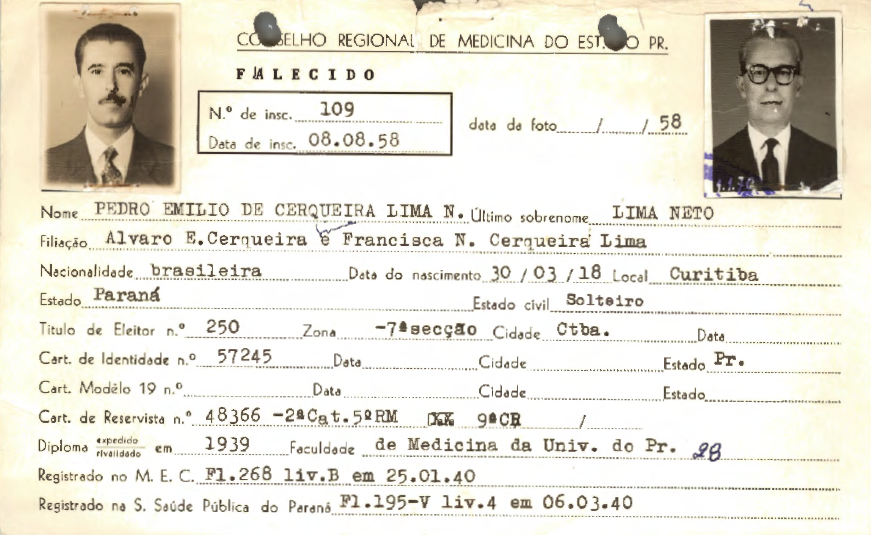 CONSELHO REGIONAL DE MEDICINA DO ESTADO PR.
FALECIDO
N.º de insc. 109
Data de insc. 08.08.58
data da foto / / 58
Nome PEDRO EMILIO DE CERQUEIRA LIMA N. Último sobrenome LIMA NETO
Filiação Alvaro E.Cerqueira e Francisca N. Cerqueira Lima
Nacionalidade brasileira Data do nascimento 30 / 03 / 18 Local Curitiba
Estado Paraná Estado civil Solteiro
Titulo de Eleitor n.º 250 Zona -7ªsecção Cidade Ctba. Data
Cart. de Identidade n.º 57245 Data Cidade Estado Pr.
Cart. Modêlo 19 n.º Data Cidade Estado
Cart. de Reservista n.º 48366 -2ªCat.5ªRM XX 9ªCR /
Diploma expedido rivalidado em 1939 Faculdade de Medicina da Univ. do Pr. 28
Registrado no M. E. C. Fl.268 liv.B em 25.01.40
Registrado na S. Saúde Pública do Paraná Fl.195-V liv.4 em 06.03.40